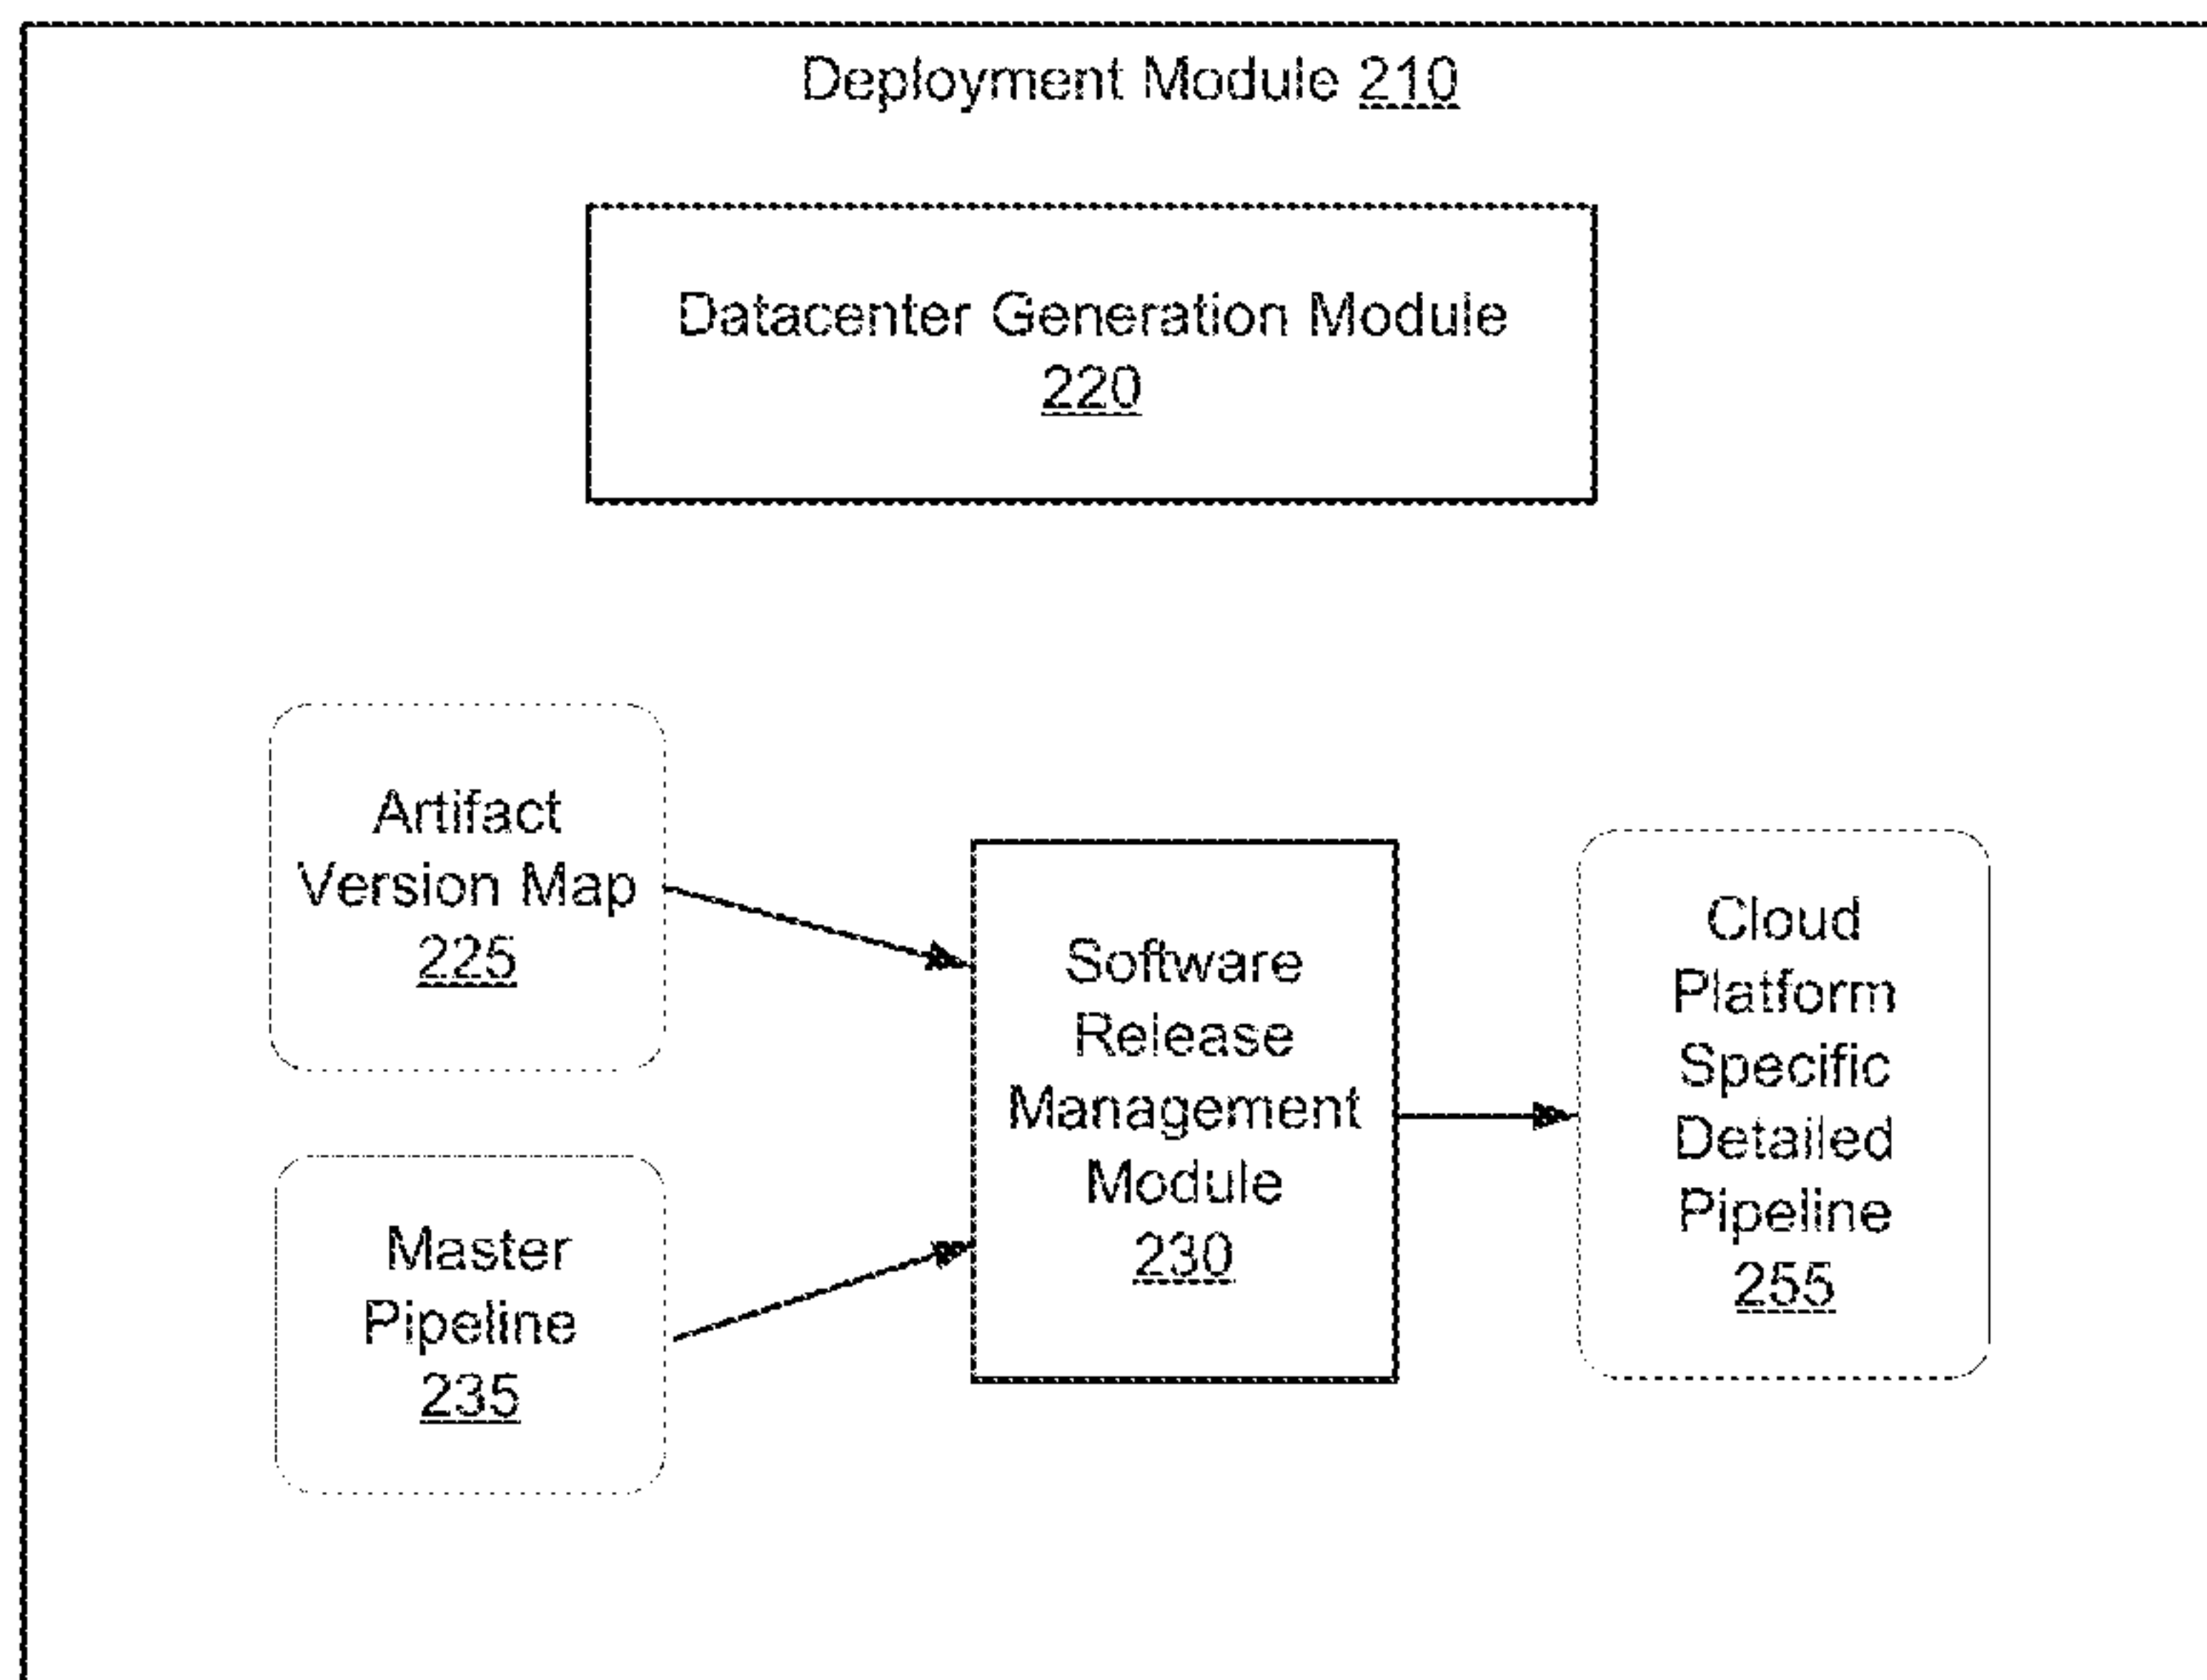 Deployment Module 210
Datacenter Generation Module
220
Artifact
Version Map
225
Master
Pipeline
235
Software
Release
Management
Module
230
Cloud
Platform
Specific
Detailed
Pipeline
255